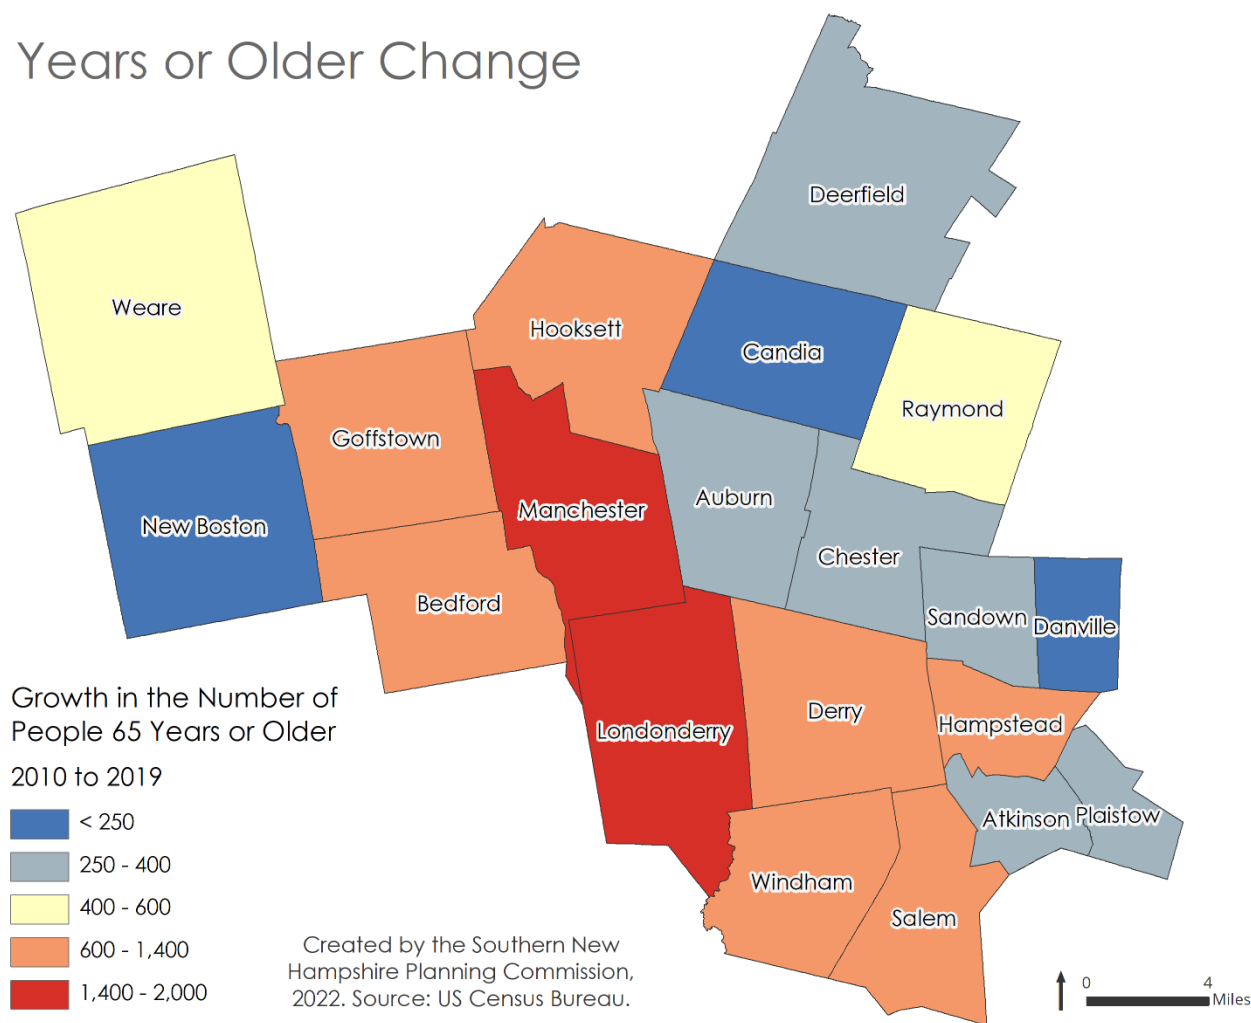 Years or Older Change
Deerfield
Weare
Hooksett
Candia
Raymond
Goffstown
Auburn
Manchester
New Boston
Chester
Bedford
Sandown
Danville
Derry
Hampstead
Londonderry
Atkinson
Plaistow
Windham
Salem
Growth in the Number of
People 65 Years or Older
2010 to 2019
< 250
250 - 400
400 - 600
600 - 1,400
1,400 - 2,000
Created by the Southern New
Hampshire Planning Commission,
2022. Source: US Census Bureau.
0 4
Miles